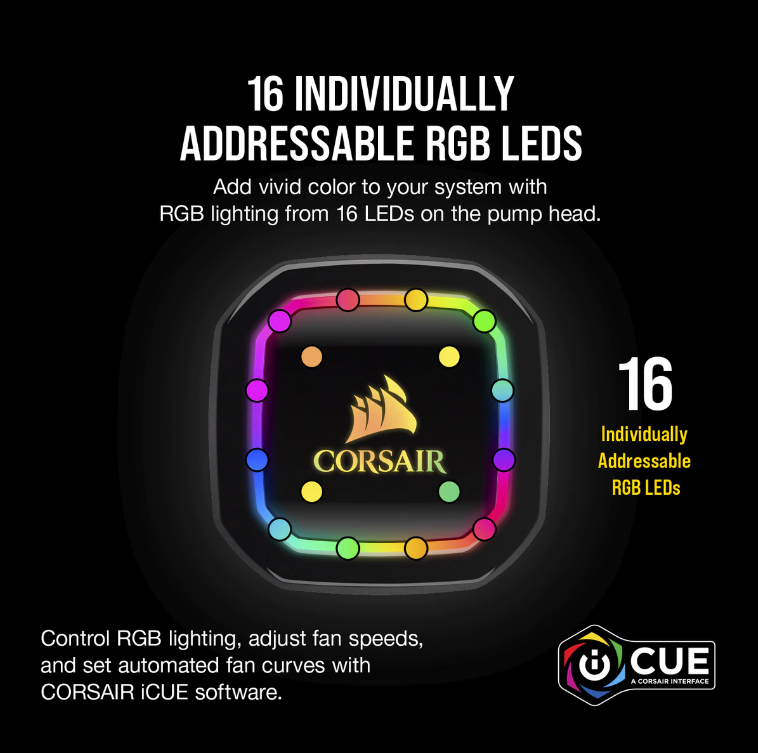 16 INDIVIDUALLY
ADDRESSABLE RGB LEDS
Add vivid color to your system with
RGB lighting from 16 LEDs on the pump head.
CORSAIR
16
Individually
Addressable
RGB LEDs
Control RGB lighting, adjust fan speeds,
and set automated fan curves with
CORSAIR iCUE software.
i CUE
A CORSAIR INTERFACE